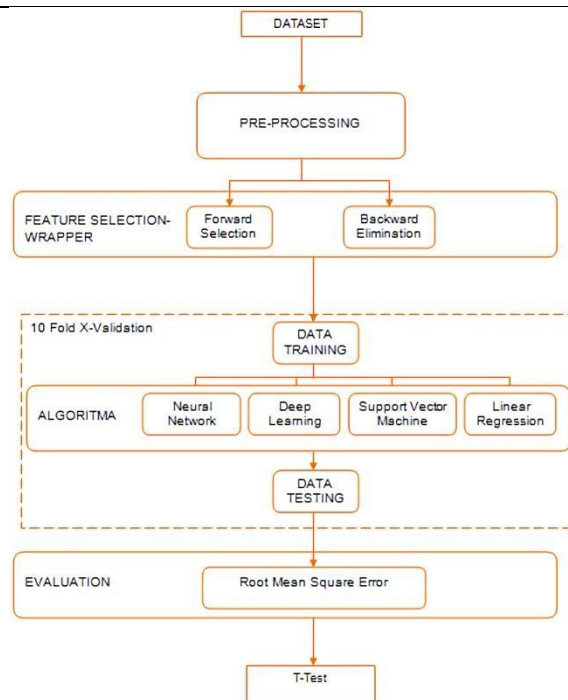 DATASET
PRE-PROCESSING
FEATURE SELECTION-
WRAPPER
Forward
Selection
Backward
Elimination
10 Fold X-Validation
DATA
TRAINING
ALGORITMA
Neural
Network
Deep
Learning
Support Vector
Machine
Linear
Regression
DATA
TESTING
EVALUATION
Root Mean Square Error
T-Test